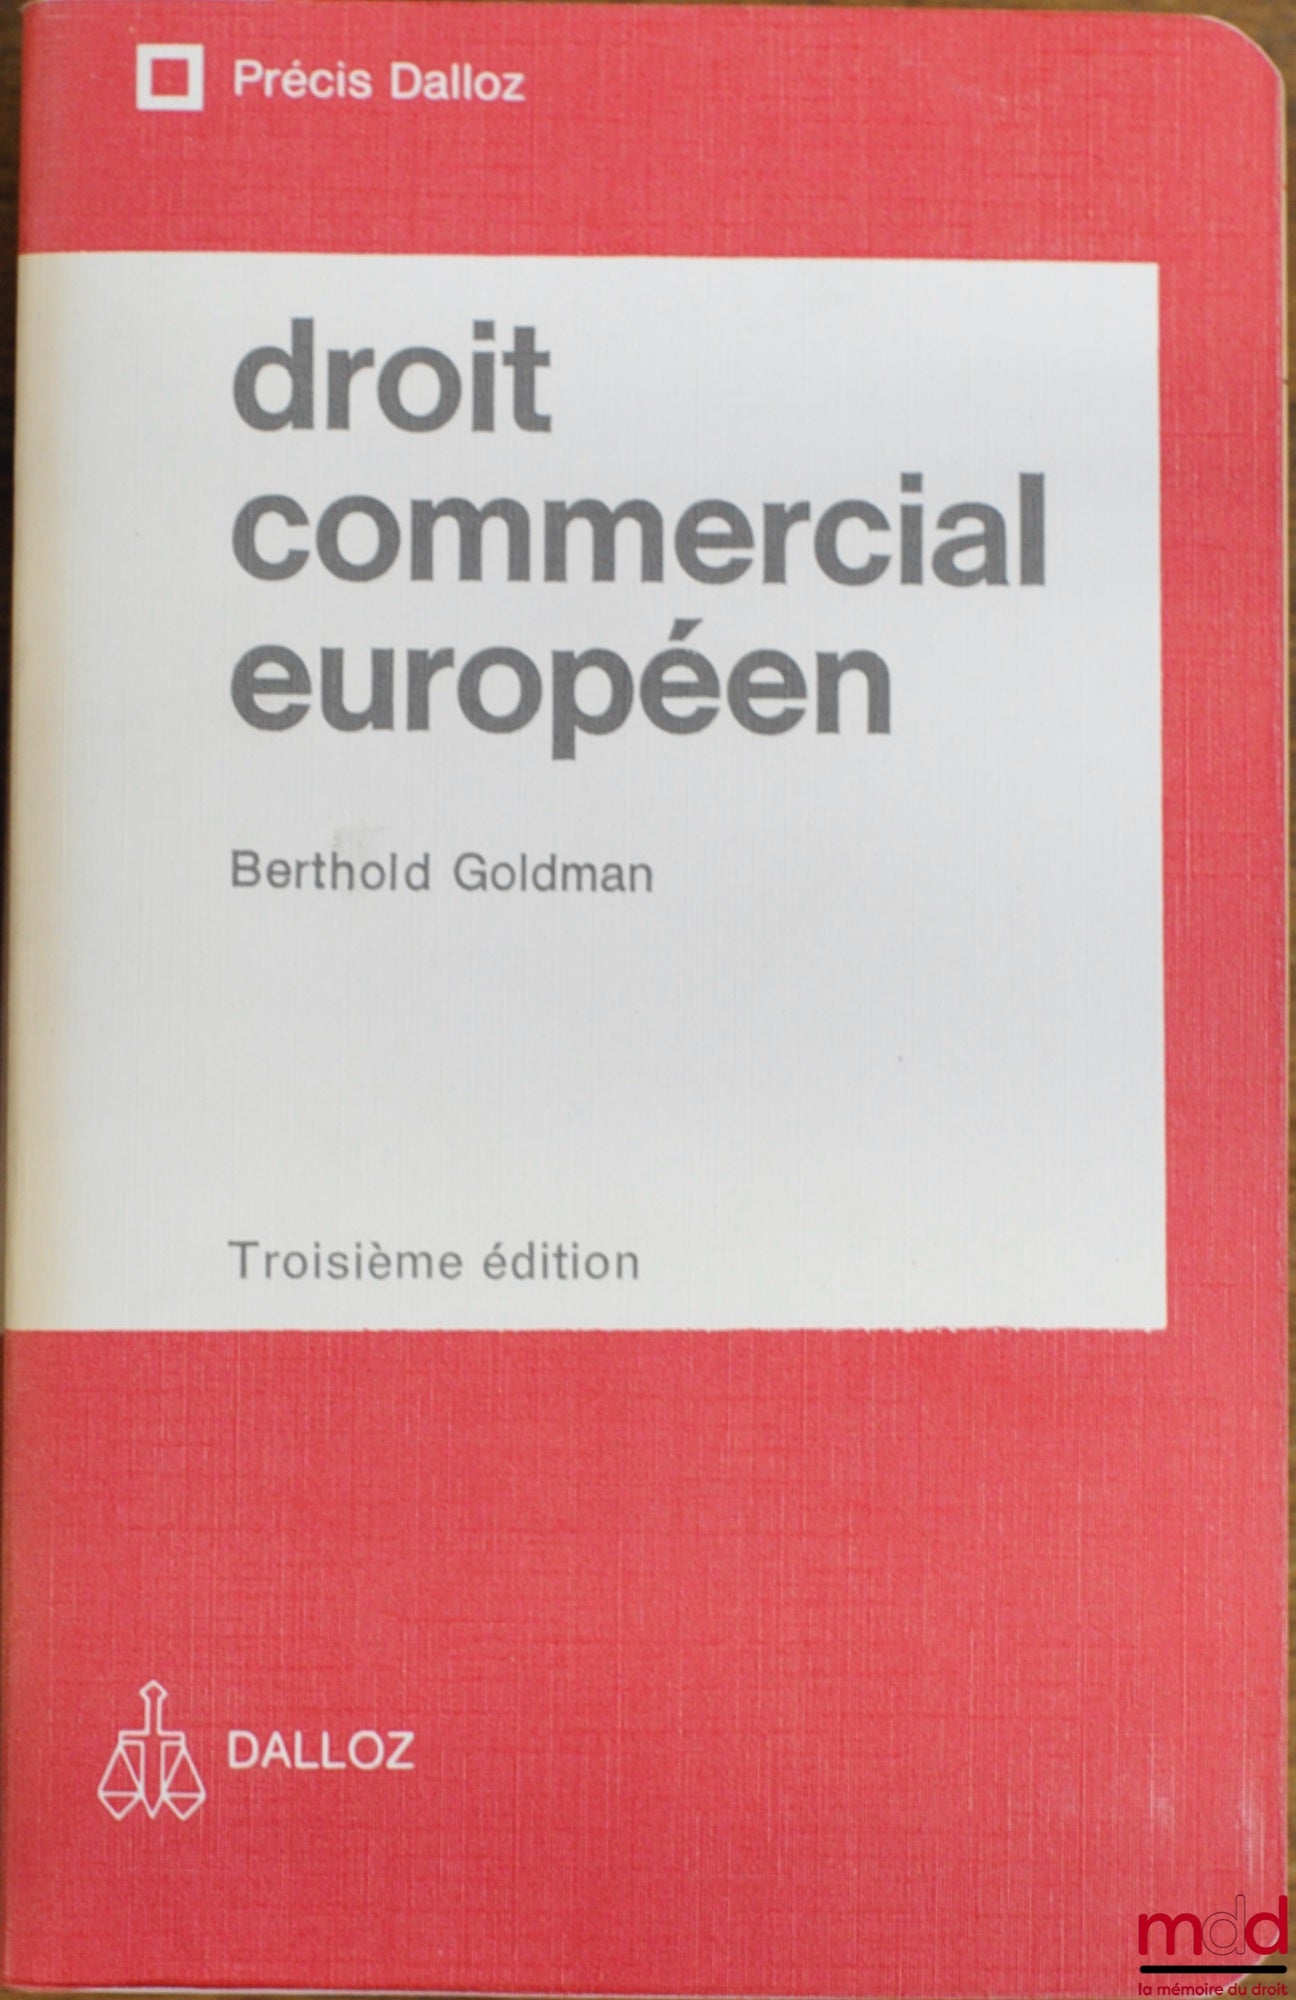 Précis Dalloz
droit
commercial
européen
Berthold Goldman
Troisième édition
DALLOZ
mdd
la mémoire du droit